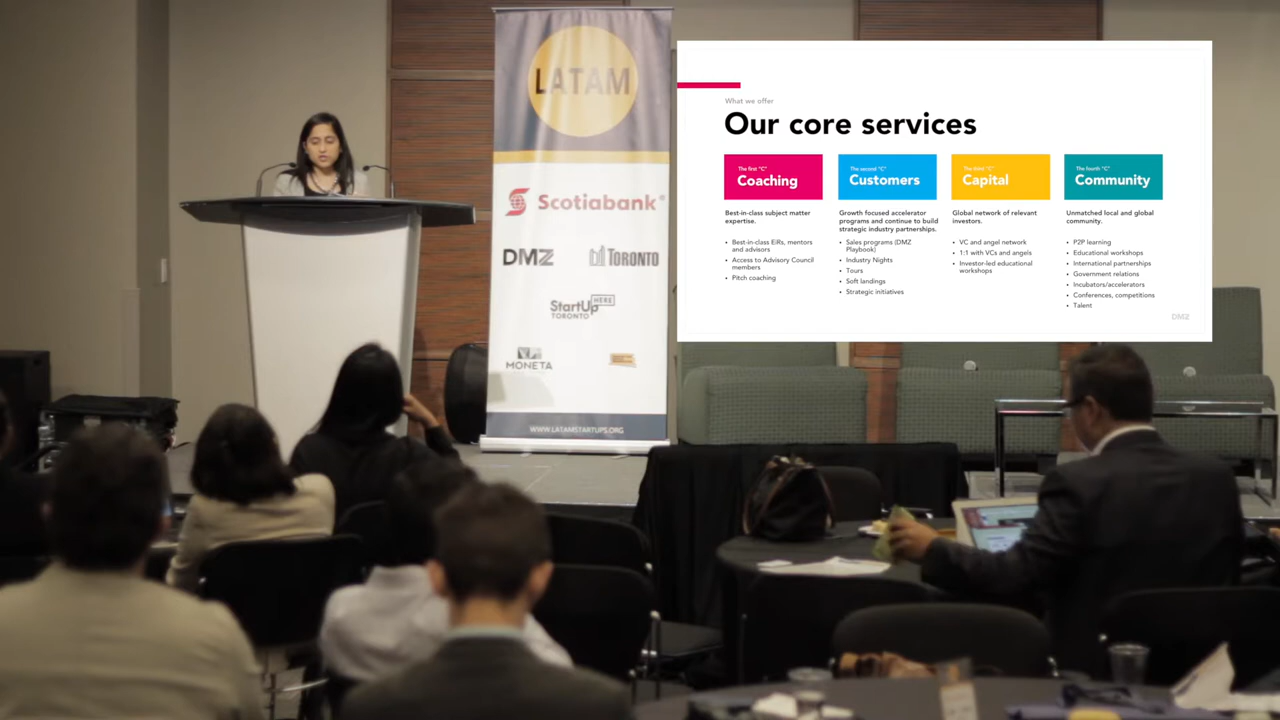 LATAM
Scotiabank
DMZ
TORONTO
StartUp HERE
TORONTO
MONETA
WWW.LATAMSTARTUPS.ORG
What we offer
Our core services
The first "C"
Coaching
Best-in-class subject matter
expertise.
• Best-in-class EiRs, mentors
and advisors
• Access to Advisory Council
members
• Pitch coaching
The second "C"
Customers
Growth focused accelerator
programs and continue to build
strategic industry partnerships.
• Sales programs (DMZ
Playbook)
• Industry Nights
• Tours
• Soft landings
• Strategic initiatives
The third "C"
Capital
Global network of relevant
investors.
• VC and angel network
• 1:1 with VCs and angels
• Investor-led educational
workshops
The fourth "C"
Community
Unmatched local and global
community.
• P2P learning
• Educational workshops
• International partnerships
• Government relations
• Incubators/accelerators
• Conferences, competitions
• Talent
DMZ